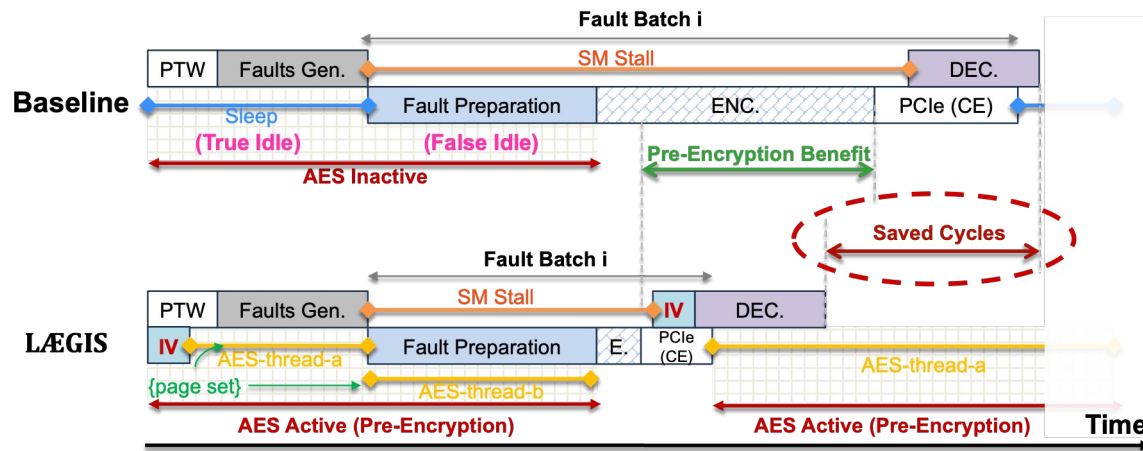 Fault Batch i
SM Stall
PTW
Faults Gen.
DEC.
Baseline
Sleep
Fault Preparation
ENC.
PCIe (CE)
(True Idle)
(False Idle)
Pre-Encryption Benefit
AES Inactive
Saved Cycles
Fault Batch i
SM Stall
PTW
Faults Gen.
IV
DEC.
LÆGIS
IV
AES-thread-a
Fault Preparation
E.
PCIe
(CE)
AES-thread-a
{page set}
AES-thread-b
AES Active (Pre-Encryption)
AES Active (Pre-Encryption)
Time